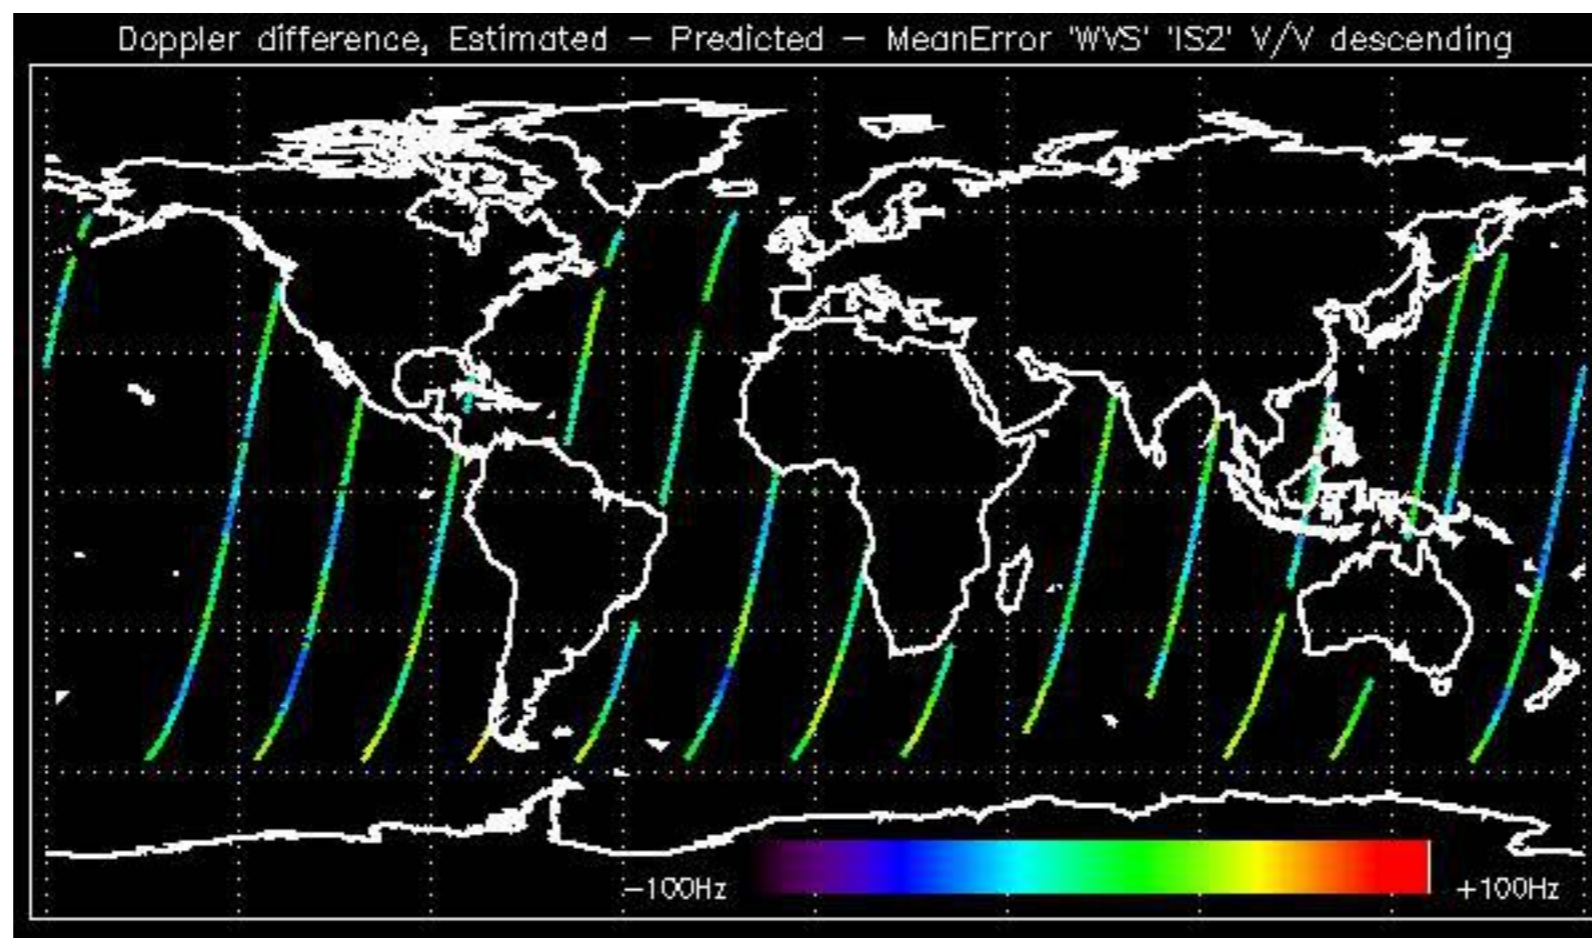 Doppler difference, Estimated – Predicted – MeanError 'WVS' 'IS2' V/V descending
–100Hz +100Hz